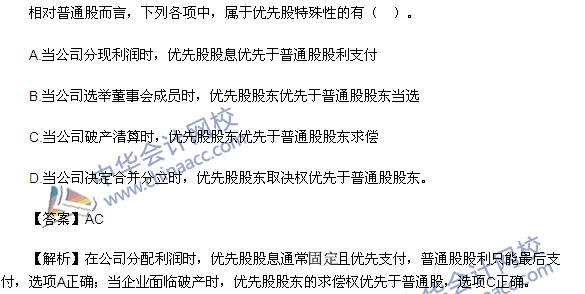 相对普通股而言，下列各项中，属于优先股特殊性的有（　）。
A.当公司分现利润时，优先股股息优先于普通股股利支付
B.当公司选举董事会成员时，优先股股东优先于普通股股东当选
C.当公司破产清算时，优先股股东优先于普通股股东求偿
D.当公司决定合并分立时，优先股股东取决权优先于普通股股东。
【答案】AC
【解析】在公司分配利润时，优先股股息通常固定且优先支付，普通股股利只能最后支
付，选项A正确；当企业面临破产时，优先股股东的求偿权优先于普通股，选项C正确。
中华会计网校
www.chinaacc.com
中华会计网校